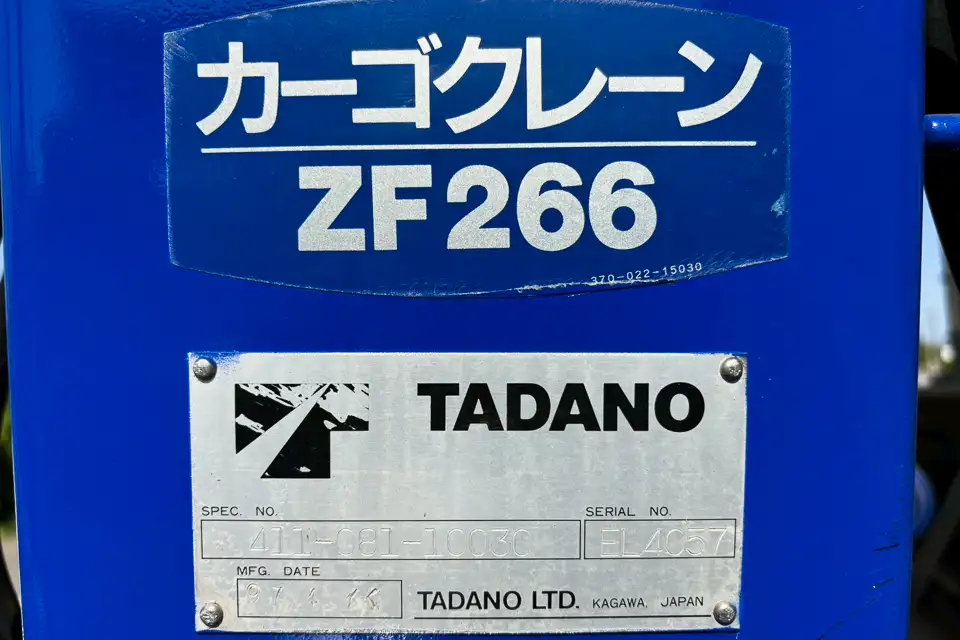 カーゴクレーン
ZF266
370-022-15030
TADANO
SPEC. NO.
SERIAL NO.
411-081-10030
EL4057
MFG. DATE
TADANO LTD. KAGAWA, JAPAN